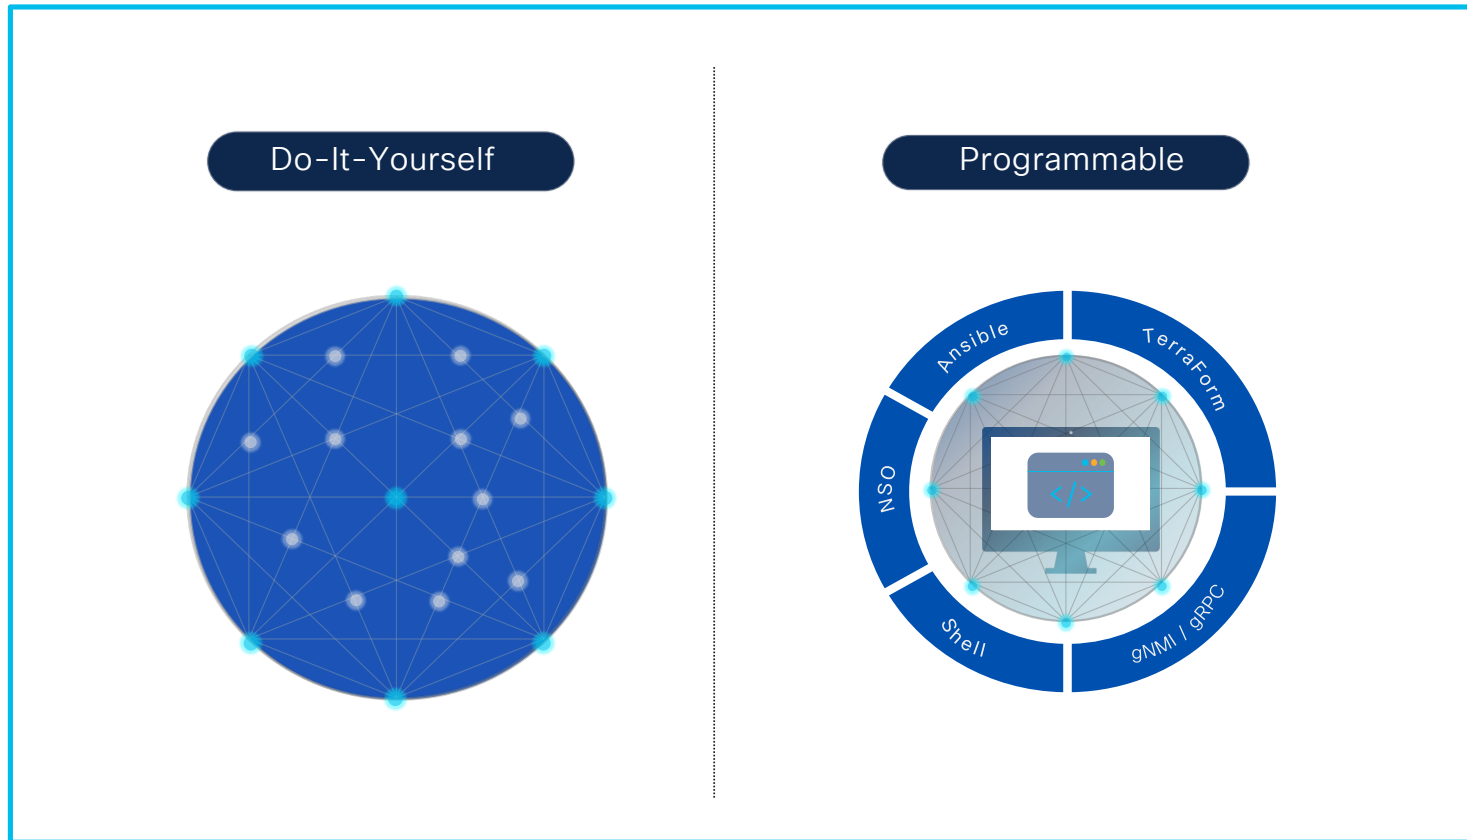 Do-It-Yourself
Programmable
Ansible
TerraForm
NSO
</>
Shell
gNMI / gRPC